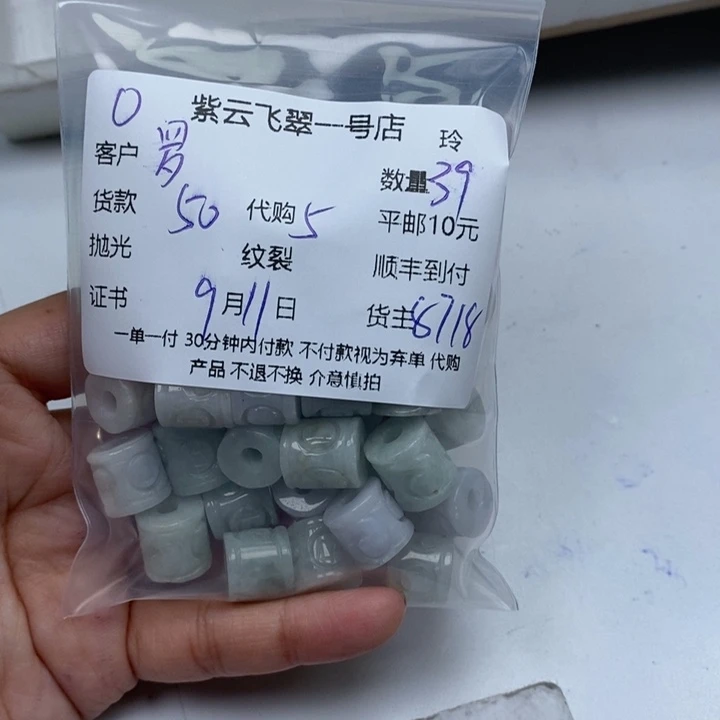 0 紫云飞翠一号店 玲
客户 罗 数量 39
货款 50 代购 5 平邮10元
抛光 纹裂 顺丰到付
证书 9月11日 货主 8718
一单一付 30分钟内付款 不付款视为弃单 代购
产品 不退不换 介意慎拍